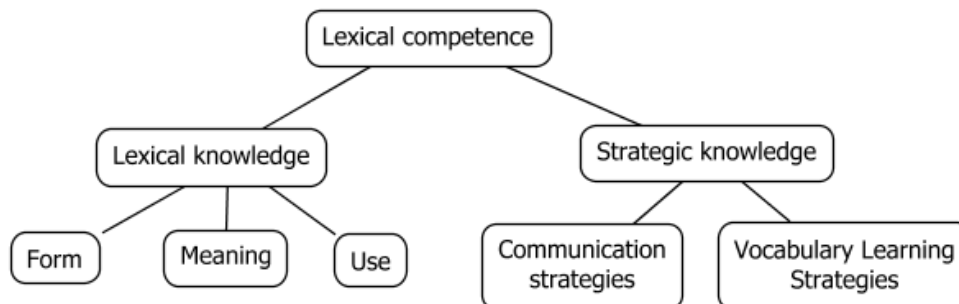 Lexical competence
Lexical knowledge
Strategic knowledge
Form
Meaning
Use
Communication
strategies
Vocabulary Learning
Strategies